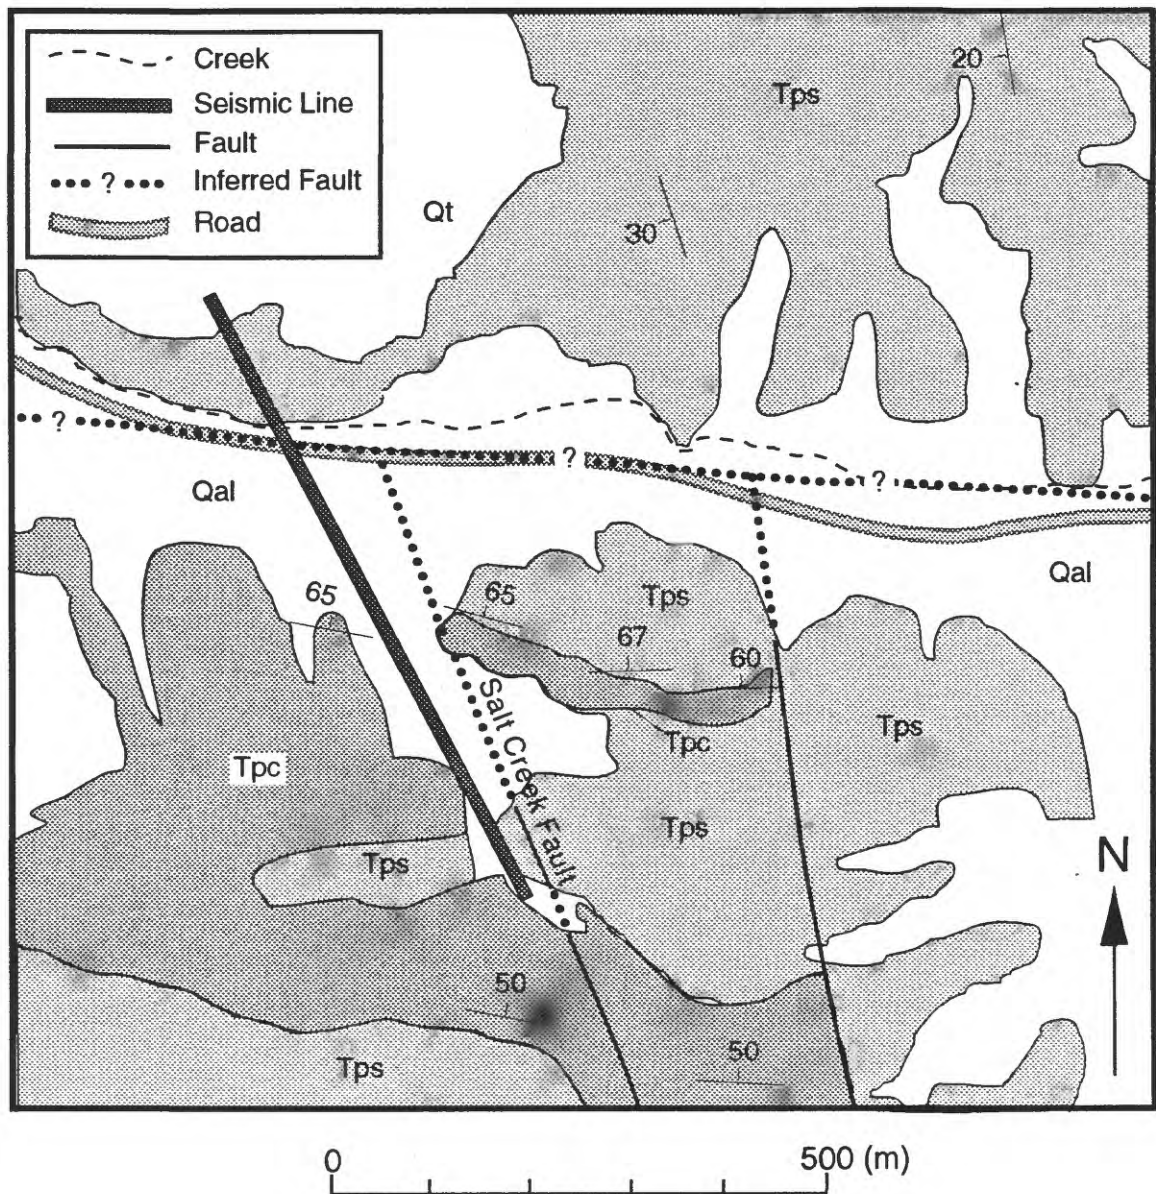 Creek
Seismic Line
Fault
? Inferred Fault
Road
20
Tps
Qt
30
?
?
?
Qal
Qal
65
65
Tps
67
60
Salt Creek Fault
Tps
Tpc
Tpc
Tps
Tps
N
50
50
Tps
0 500 (m)